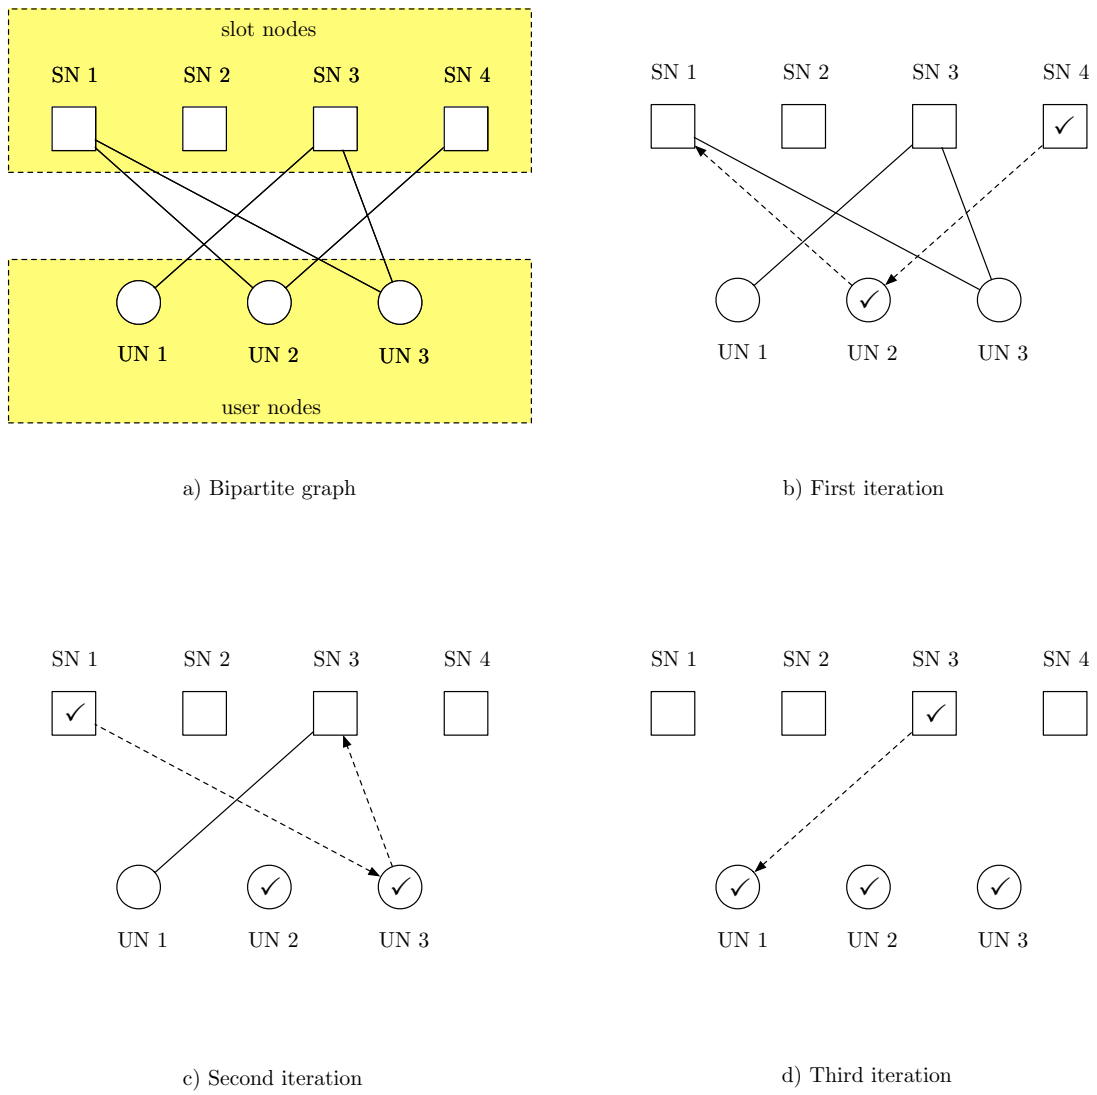 slot nodes
SN 1 SN 2 SN 3 SN 4
UN 1 UN 2 UN 3
user nodes
a) Bipartite graph
SN 1 SN 2 SN 3 SN 4
✓
✓
UN 1 UN 2 UN 3
b) First iteration
SN 1 SN 2 SN 3 SN 4
✓
✓ ✓
UN 1 UN 2 UN 3
c) Second iteration
SN 1 SN 2 SN 3 SN 4
✓
✓ ✓ ✓
UN 1 UN 2 UN 3
d) Third iteration